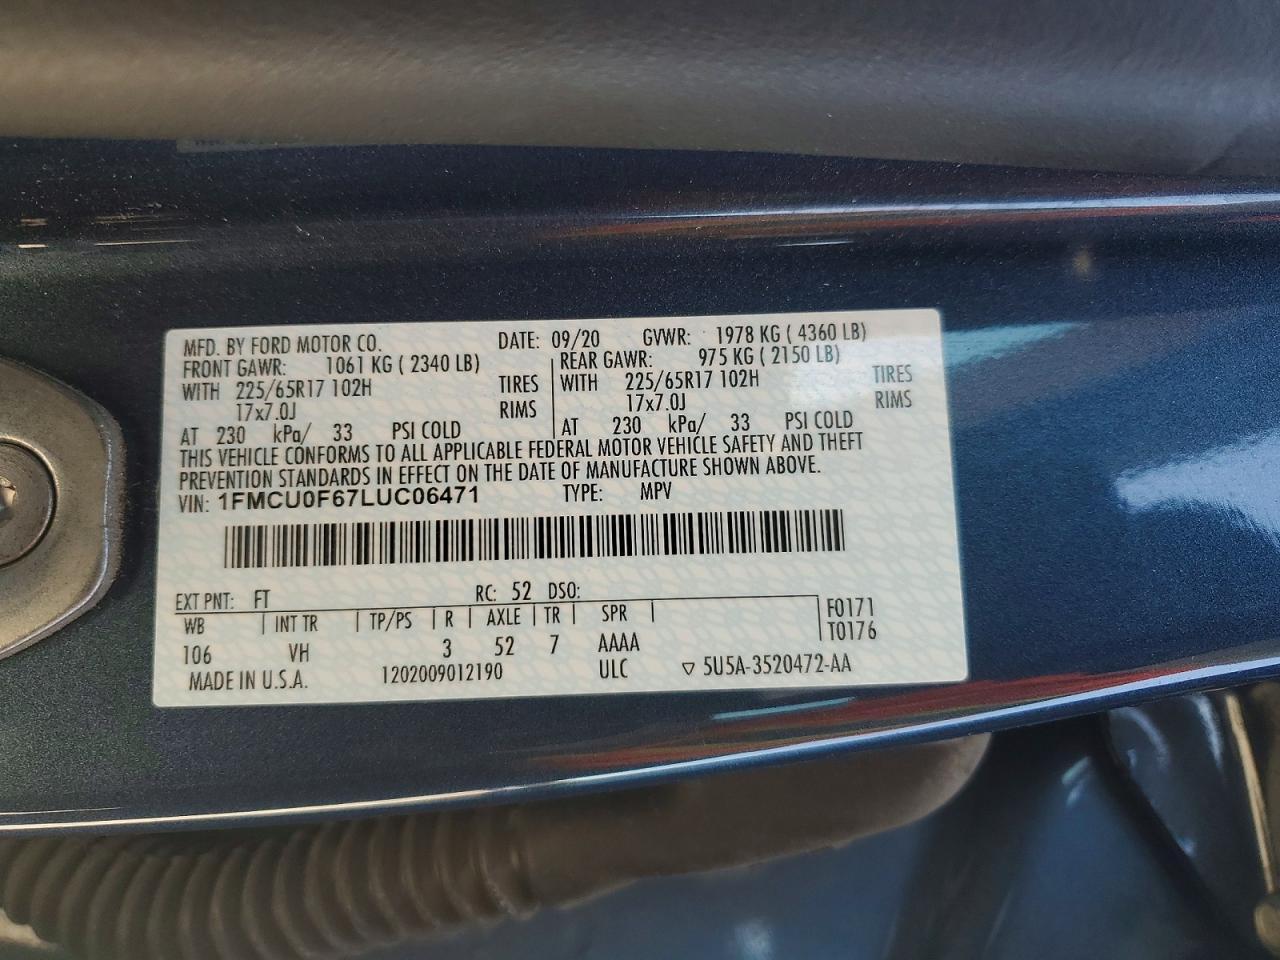 MFD. BY FORD MOTOR CO. DATE: 09/20 GVWR: 1978 KG ( 4360 LB)
FRONT GAWR: 1061 KG ( 2340 LB) REAR GAWR: 975 KG ( 2150 LB)
WITH 225/65R17 102H TIRES WITH 225/65R17 102H TIRES
17x7.0J RIMS 17x7.0J RIMS
AT 230 kPa/ 33 PSI COLD AT 230 kPa/ 33 PSI COLD
THIS VEHICLE CONFORMS TO ALL APPLICABLE FEDERAL MOTOR VEHICLE SAFETY AND THEFT
PREVENTION STANDARDS IN EFFECT ON THE DATE OF MANUFACTURE SHOWN ABOVE.
VIN: 1FMCU0F67LUC06471 TYPE: MPV
EXT PNT: FT RC: 52 DSO:
WB INT TR TP/PS R AXLE TR SPR F0171
106 VH 3 52 7 AAAA T0176
MADE IN U.S.A. 1202009012190 ULC ▽ 5U5A-3520472-AA